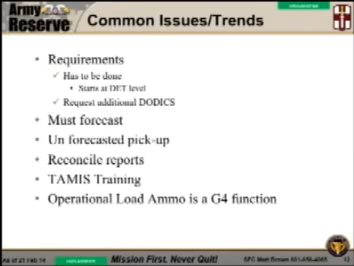 Army
Reserve
Common Issues/Trends
Requirements
Has to be done
Starts at DET level
Request additional DODICS
Must forecast
Un forecasted pick-up
Reconcile reports
TAMIS Training
Operational Load Ammo is a G4 function
Mission First, Never Quit!